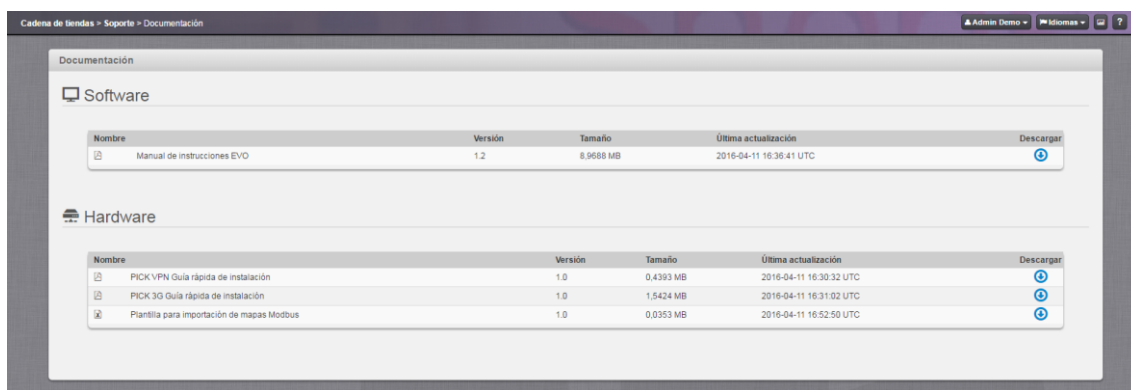 Cadena de tiendas > Soporte > Documentación Admin Demo Idiomas ?
Documentación
Software
Nombre Versión Tamaño Última actualización Descargar
Manual de instrucciones EVO 1.2 8,9688 MB 2016-04-11 16:36:41 UTC
Hardware
Nombre Versión Tamaño Última actualización Descargar
PICK VPN Guía rápida de instalación 1.0 0,4393 MB 2016-04-11 16:30:32 UTC
PICK 3G Guía rápida de instalación 1.0 1,5424 MB 2016-04-11 16:31:02 UTC
Plantilla para importación de mapas Modbus 1.0 0,0353 MB 2016-04-11 16:52:50 UTC